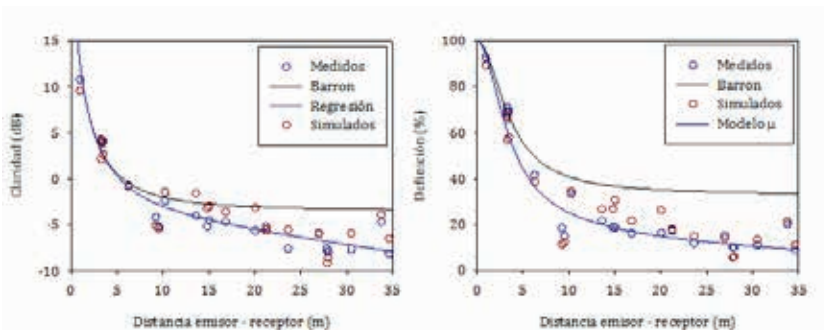 15
10
5
0
-5
-10
Claridad (dB)
0 5 10 15 20 25 30 35
Distancia emisor - receptor (m)
Medidos
Barron
Regresión
Simulados
100
80
60
40
20
0
Definición (%)
0 5 10 15 20 25 30 35
Distancia emisor - receptor (m)
Medidos
Barron
Simulados
Modelo μ